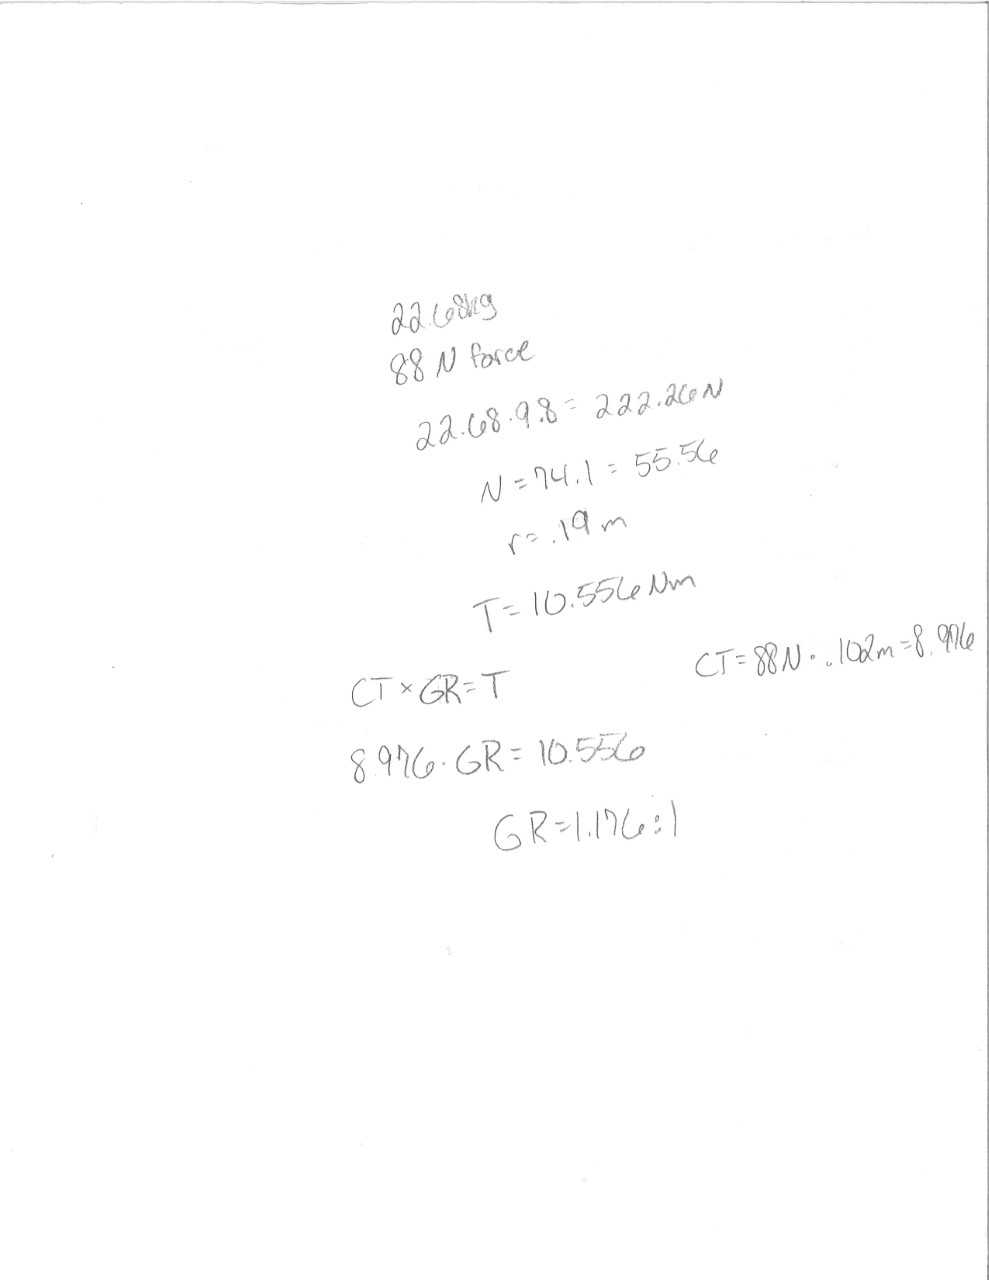 22.68kg
88 N force
22.68·9.8 = 222.26 N
N = 74.1 = 55.56
r = .19 m
T = 10.556 Nm
CT = 88N · .102m = 8.976
CT × GR = T
8.976 · GR = 10.556
GR = 1.176:1